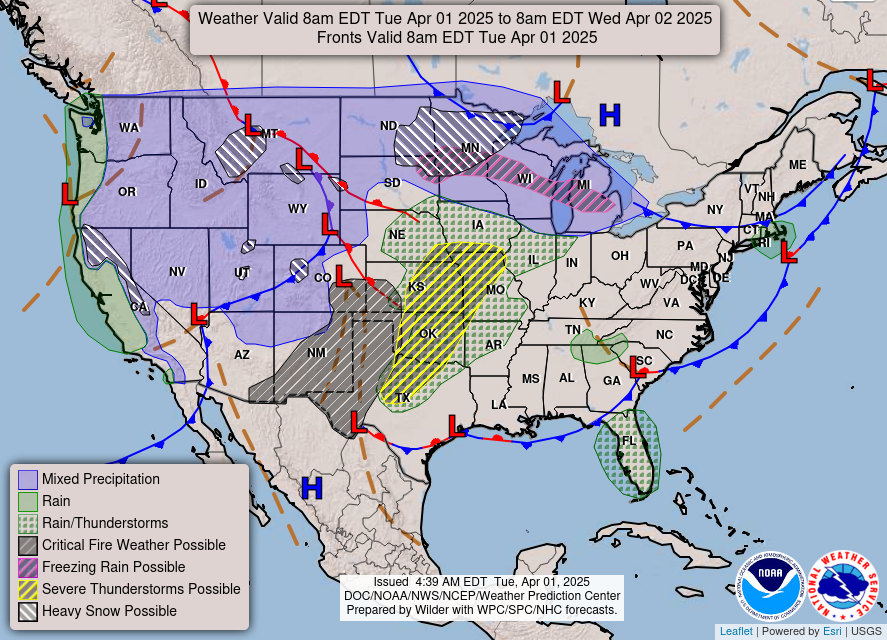 Weather Valid 8am EDT Tue Apr 01 2025 to 8am EDT Wed Apr 02 2025
Fronts Valid 8am EDT Tue Apr 01 2025
L
L
L
H
L
WA
MT
ND
MN
ME
L
OR
ID
WY
SD
WI
MI
VT
NH
NY
MA
CT
RI
L
L
NE
IA
PA
NJ
L
NV
UT
CO
L
KS
MO
IL
IN
OH
WV
MD
DC
DE
VA
KY
CA
L
AZ
NM
OK
AR
TN
NC
SC
L
TX
LA
MS
AL
GA
L
L
FL
H
Mixed Precipitation
Rain
Rain/Thunderstorms
Critical Fire Weather Possible
Freezing Rain Possible
Severe Thunderstorms Possible
Heavy Snow Possible
Issued 4:39 AM EDT Tue, Apr 01, 2025
DOC/NOAA/NWS/NCEP/Weather Prediction Center
Prepared by Wilder with WPC/SPC/NHC forecasts.
NOAA
NATIONAL WEATHER SERVICE
Leaflet | Powered by Esri | USGS